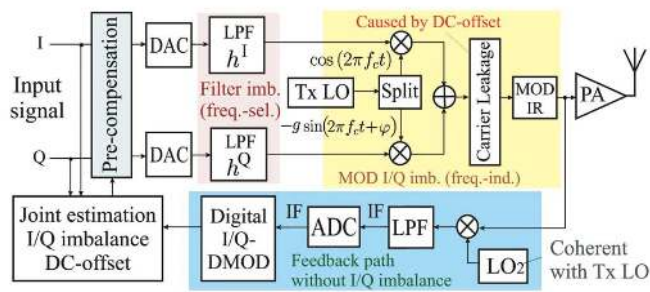 Caused by DC-offset
I
Input
signal
Q
Pre-compensation
DAC
LPF
h^I
Filter imb.
(freq.-sel.)
DAC
LPF
h^Q
cos(2πf_ct)
Tx LO
Split
-g sin(2πf_ct+φ)
MOD I/Q imb. (freq.-ind.)
Carrier Leakage
MOD
IR
PA
Joint estimation
I/Q imbalance
DC-offset
Digital
I/Q-
DMOD
IF
ADC
IF
LPF
Feedback path
without I/Q imbalance
LO2
Coherent
with Tx LO